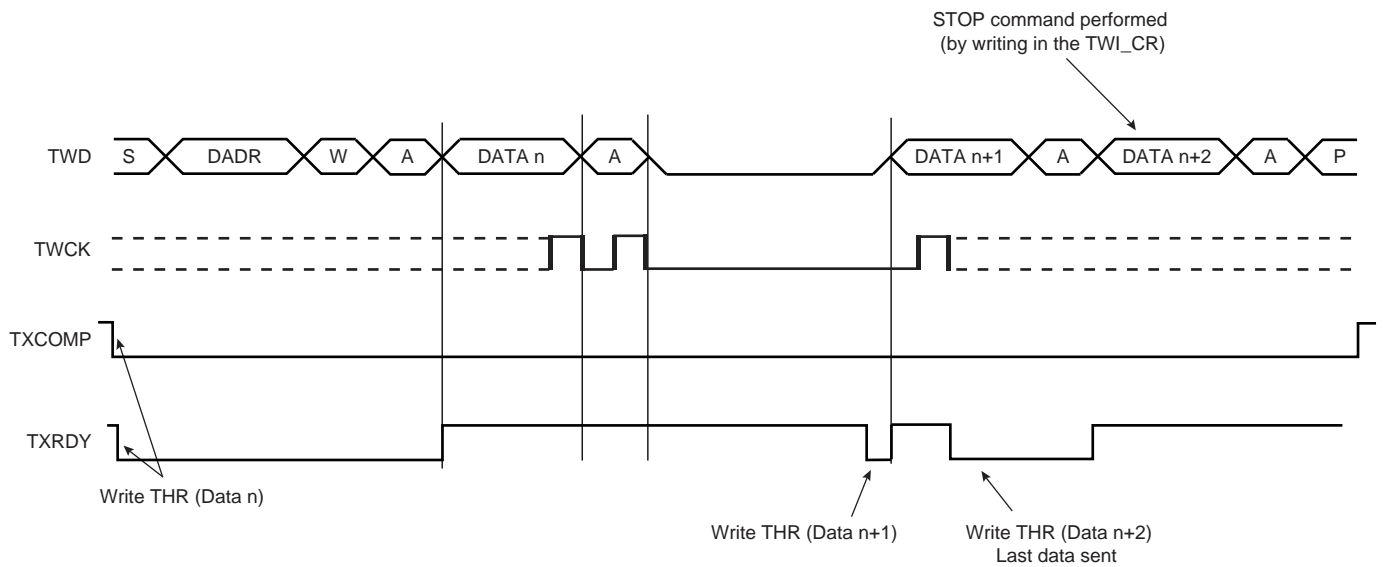 STOP command performed
(by writing in the TWI_CR)
TWD S DADR W A DATA n A DATA n+1 A DATA n+2 A P
TWCK
TXCOMP
TXRDY
Write THR (Data n)
Write THR (Data n+1) Write THR (Data n+2)
Last data sent